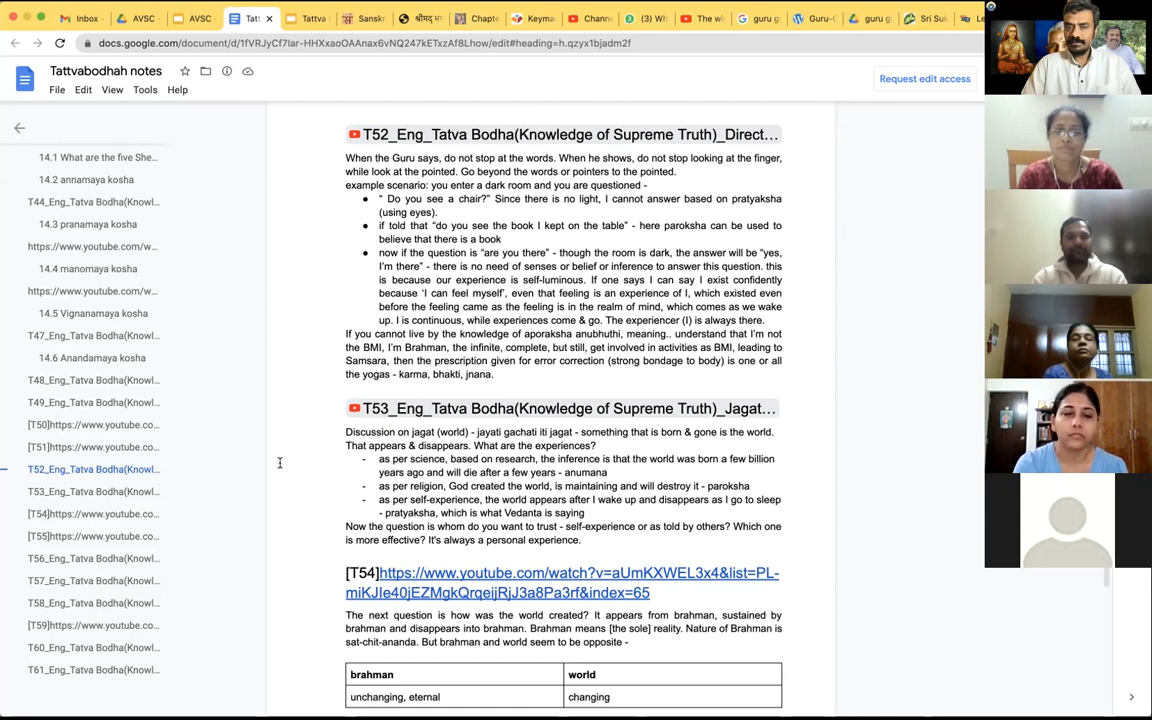 Inbox -
AVSC -
AVSC
Tatt
Tattva
Sanskr
श्रीमद् भ
Chapte
Keyma
Chann
(3) Wh
The wi
guru g
Guru-G
guru g
Sri Suk
Le
docs.google.com/document/d/1fVRJyCf7Iar-HHXxaoOAAnax6vNQ247kETxzAf8Lhow/edit#heading=h.qzyx1bjadm2f
Tattvabodhah notes
File Edit View Tools Help
Request edit access
14.1 What are the five She...
14.2 annamaya kosha
T44_Eng_Tatva Bodha(Knowl...
14.3 pranamaya kosha
https://www.youtube.com/w...
14.4 manomaya kosha
https://www.youtube.com/w...
14.5 Vignanamaya kosha
T47_Eng_Tatva Bodha(Knowl...
14.6 Anandamaya kosha
T48_Eng_Tatva Bodha(Knowl...
T49_Eng_Tatva Bodha(Knowl...
[T50]https://www.youtube.co...
[T51]https://www.youtube.co...
T52_Eng_Tatva Bodha(Knowl...
T53_Eng_Tatva Bodha(Knowl...
[T54]https://www.youtube.co...
[T55]https://www.youtube.co...
T56_Eng_Tatva Bodha(Knowl...
T57_Eng_Tatva Bodha(Knowl...
T58_Eng_Tatva Bodha(Knowl...
[T59]https://www.youtube.co...
T60_Eng_Tatva Bodha(Knowl...
T61_Eng_Tatva Bodha(Knowl...
T52_Eng_Tatva Bodha(Knowledge of Supreme Truth)_Direct...
When the Guru says, do not stop at the words. When he shows, do not stop looking at the finger,
while look at the pointed. Go beyond the words or pointers to the pointed.
example scenario: you enter a dark room and you are questioned -
● “ Do you see a chair?” Since there is no light, I cannot answer based on pratyaksha
(using eyes).
● if told that “do you see the book I kept on the table” - here paroksha can be used to
believe that there is a book
● now if the question is “are you there” - though the room is dark, the answer will be “yes,
I’m there” - there is no need of senses or belief or inference to answer this question. this
is because our experience is self-luminous. If one says I can say I exist confidently
because ‘I can feel myself’, even that feeling is an experience of I, which existed even
before the feeling came as the feeling is in the realm of mind, which comes as we wake
up. I is continuous, while experiences come & go. The experiencer (I) is always there.
If you cannot live by the knowledge of aporaksha anubhuthi, meaning.. understand that I’m not
the BMI, I’m Brahman, the infinite, complete, but still, get involved in activities as BMI, leading to
Samsara, then the prescription given for error correction (strong bondage to body) is one or all
the yogas - karma, bhakti, jnana.
T53_Eng_Tatva Bodha(Knowledge of Supreme Truth)_Jagat...
Discussion on jagat (world) - jayati gachati iti jagat - something that is born & gone is the world.
That appears & disappears. What are the experiences?
- as per science, based on research, the inference is that the world was born a few billion
years ago and will die after a few years - anumana
- as per religion, God created the world, is maintaining and will destroy it - paroksha
- as per self-experience, the world appears after I wake up and disappears as I go to sleep
- pratyaksha, which is what Vedanta is saying
Now the question is whom do you want to trust - self-experience or as told by others? Which one
is more effective? It's always a personal experience.
[T54]https://www.youtube.com/watch?v=aUmKXWEL3x4&list=PL-
miKJIe40jEZMgkQrqeijRjJ3a8Pa3rf&index=65
The next question is how was the world created? It appears from brahman, sustained by
brahman and disappears into brahman. Brahman means [the sole] reality. Nature of Brahman is
sat-chit-ananda. But brahman and world seem to be opposite -
brahman world
unchanging, eternal changing